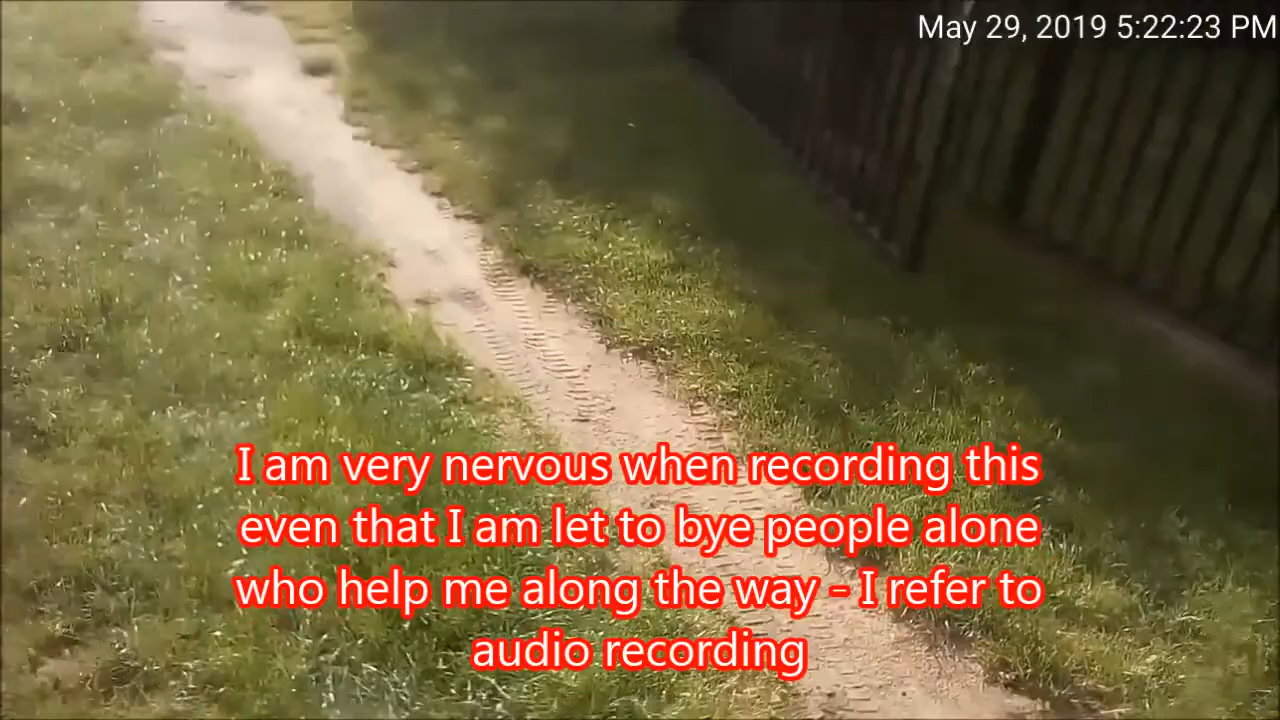 May 29, 2019 5:22:23 PM
I am very nervous when recording this
even that I am let to bye people alone
who help me along the way - I refer to
audio recording